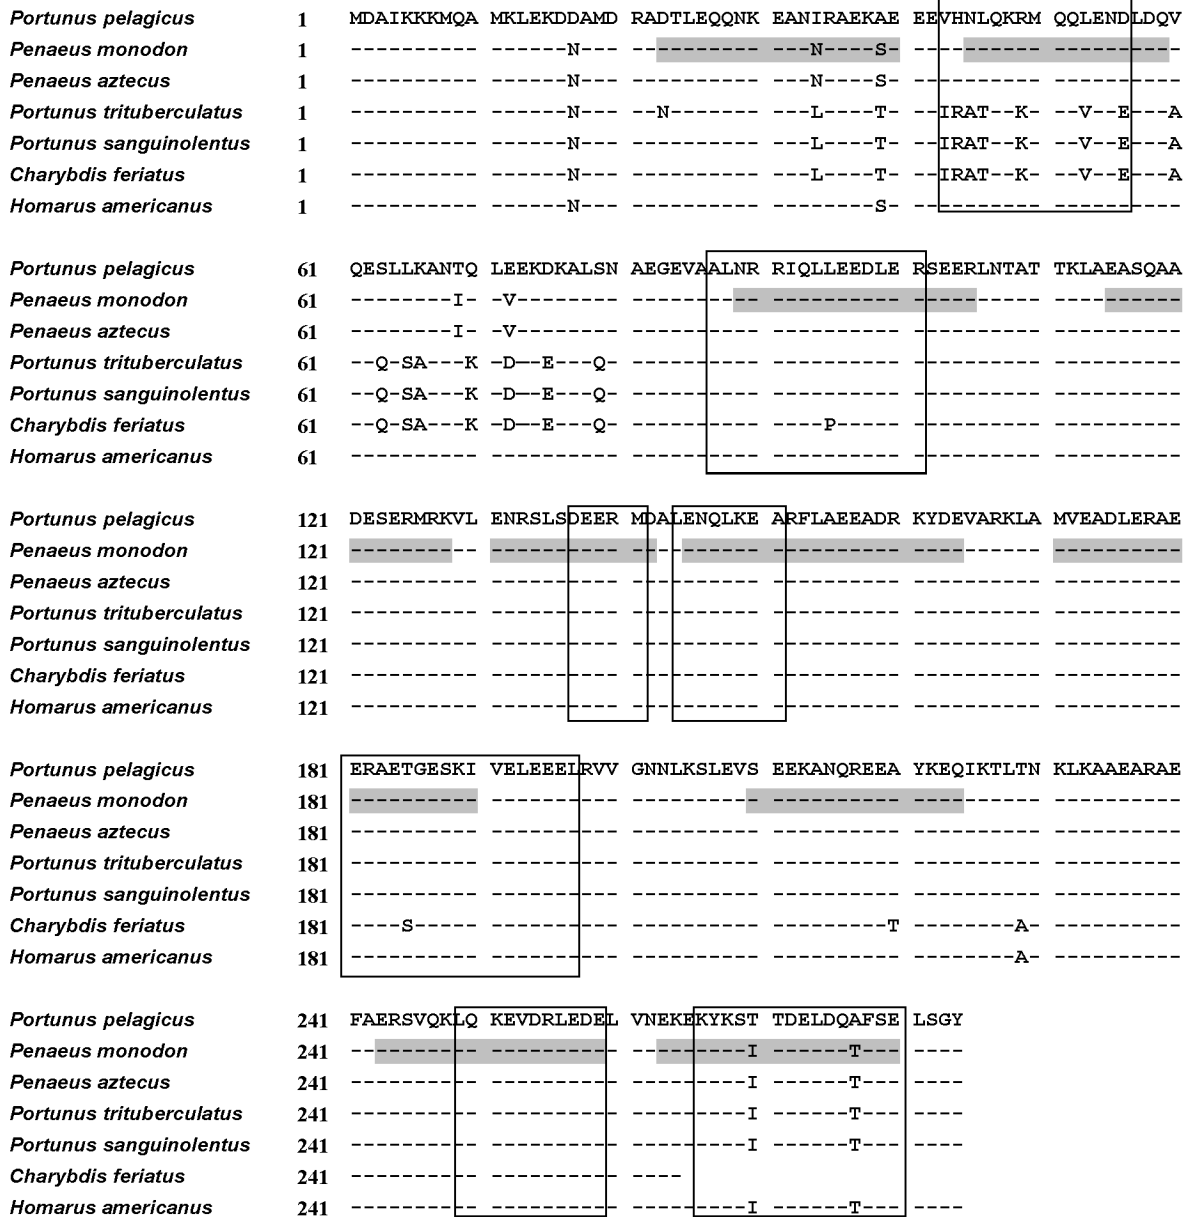 Portunus pelagicus 1 MDAIKKKMQA MKLEKDDAMD RADTLEQQNK EANIRAEKAE EEVHNLQKRM QQLENDLDQV
Penaeus monodon 1 ---------- ------N--- ---------- ---N----S- ---------- ----------
Penaeus aztecus 1 ---------- ------N--- ---------- ---N----S- ---------- ----------
Portunus trituberculatus 1 ---------- ------N--- --N------- ---L----T- --IRAT--K- --V--E---A
Portunus sanguinolentus 1 ---------- ------N--- ---------- ---L----T- --IRAT--K- --V--E---A
Charybdis feriatus 1 ---------- ------N--- ---------- ---L----T- --IRAT--K- --V--E---A
Homarus americanus 1 ---------- ------N--- ---------- --------S- ---------- ----------
Portunus pelagicus 61 QESLLKANTQ LEEKDKALSN AEGEVAALNR RIQLLEEDLE RSEERLNTAT TKLAEASQAA
Penaeus monodon 61 --------I- -V-------- ---------- ---------- ---------- ----------
Penaeus aztecus 61 --------I- -V-------- ---------- ---------- ---------- ----------
Portunus trituberculatus 61 --Q-SA---K -D--E---Q- ---------- ---------- ---------- ----------
Portunus sanguinolentus 61 --Q-SA---K -D--E---Q- ---------- ---------- ---------- ----------
Charybdis feriatus 61 --Q-SA---K -D--E---Q- ---------- ----P----- ---------- ----------
Homarus americanus 61 ---------- ---------- ---------- ---------- ---------- ----------
Portunus pelagicus 121 DESERMRKVL ENRSLSDEER MDALENQLKE ARFLAEEADR KYDEVARKLA MVEADLERAE
Penaeus monodon 121 ---------- ---------- ---------- ---------- ---------- ----------
Penaeus aztecus 121 ---------- ---------- ---------- ---------- ---------- ----------
Portunus trituberculatus 121 ---------- ---------- ---------- ---------- ---------- ----------
Portunus sanguinolentus 121 ---------- ---------- ---------- ---------- ---------- ----------
Charybdis feriatus 121 ---------- ---------- ---------- ---------- ---------- ----------
Homarus americanus 121 ---------- ---------- ---------- ---------- ---------- ----------
Portunus pelagicus 181 ERAETGESKI VELEEELRVV GNNLKSLEVS EEKANQREEA YKEQIKTLTN KLKAAEARAE
Penaeus monodon 181 ---------- ---------- ---------- ---------- ---------- ----------
Penaeus aztecus 181 ---------- ---------- ---------- ---------- ---------- ----------
Portunus trituberculatus 181 ---------- ---------- ---------- ---------- ---------- ----------
Portunus sanguinolentus 181 ---------- ---------- ---------- ---------- ---------- ----------
Charybdis feriatus 181 ----S----- ---------- ---------- ---------T --------A- ----------
Homarus americanus 181 ---------- ---------- ---------- ---------- --------A- ----------
Portunus pelagicus 241 FAERSVQKLQ KEVDRLEDEL VNEKEKYKST TDELDQAFSE LSGY
Penaeus monodon 241 ---------- ---------- ---------I ------T--- ----
Penaeus aztecus 241 ---------- ---------- ---------I ------T--- ----
Portunus trituberculatus 241 ---------- ---------- ---------I ------T--- ----
Portunus sanguinolentus 241 ---------- ---------- ---------I ------T--- ----
Charybdis feriatus 241 ---------- ---------- ----
Homarus americanus 241 ---------- ---------- ---------I ------T--- ----